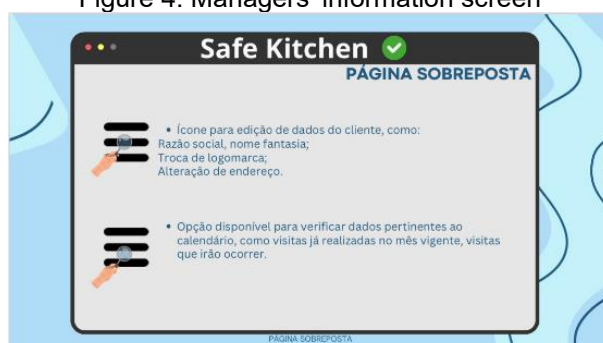 Figure 4. Managers' information screen
Safe Kitchen
PÁGINA SOBREPOSTA
• Ícone para edição de dados do cliente, como:
Razão social, nome fantasia;
Troca de logomarca;
Alteração de endereço.
• Opção disponível para verificar dados pertinentes ao
calendário, como visitas já realizadas no mês vigente, visitas
que irão ocorrer.
PÁGINA SOBREPOSTA